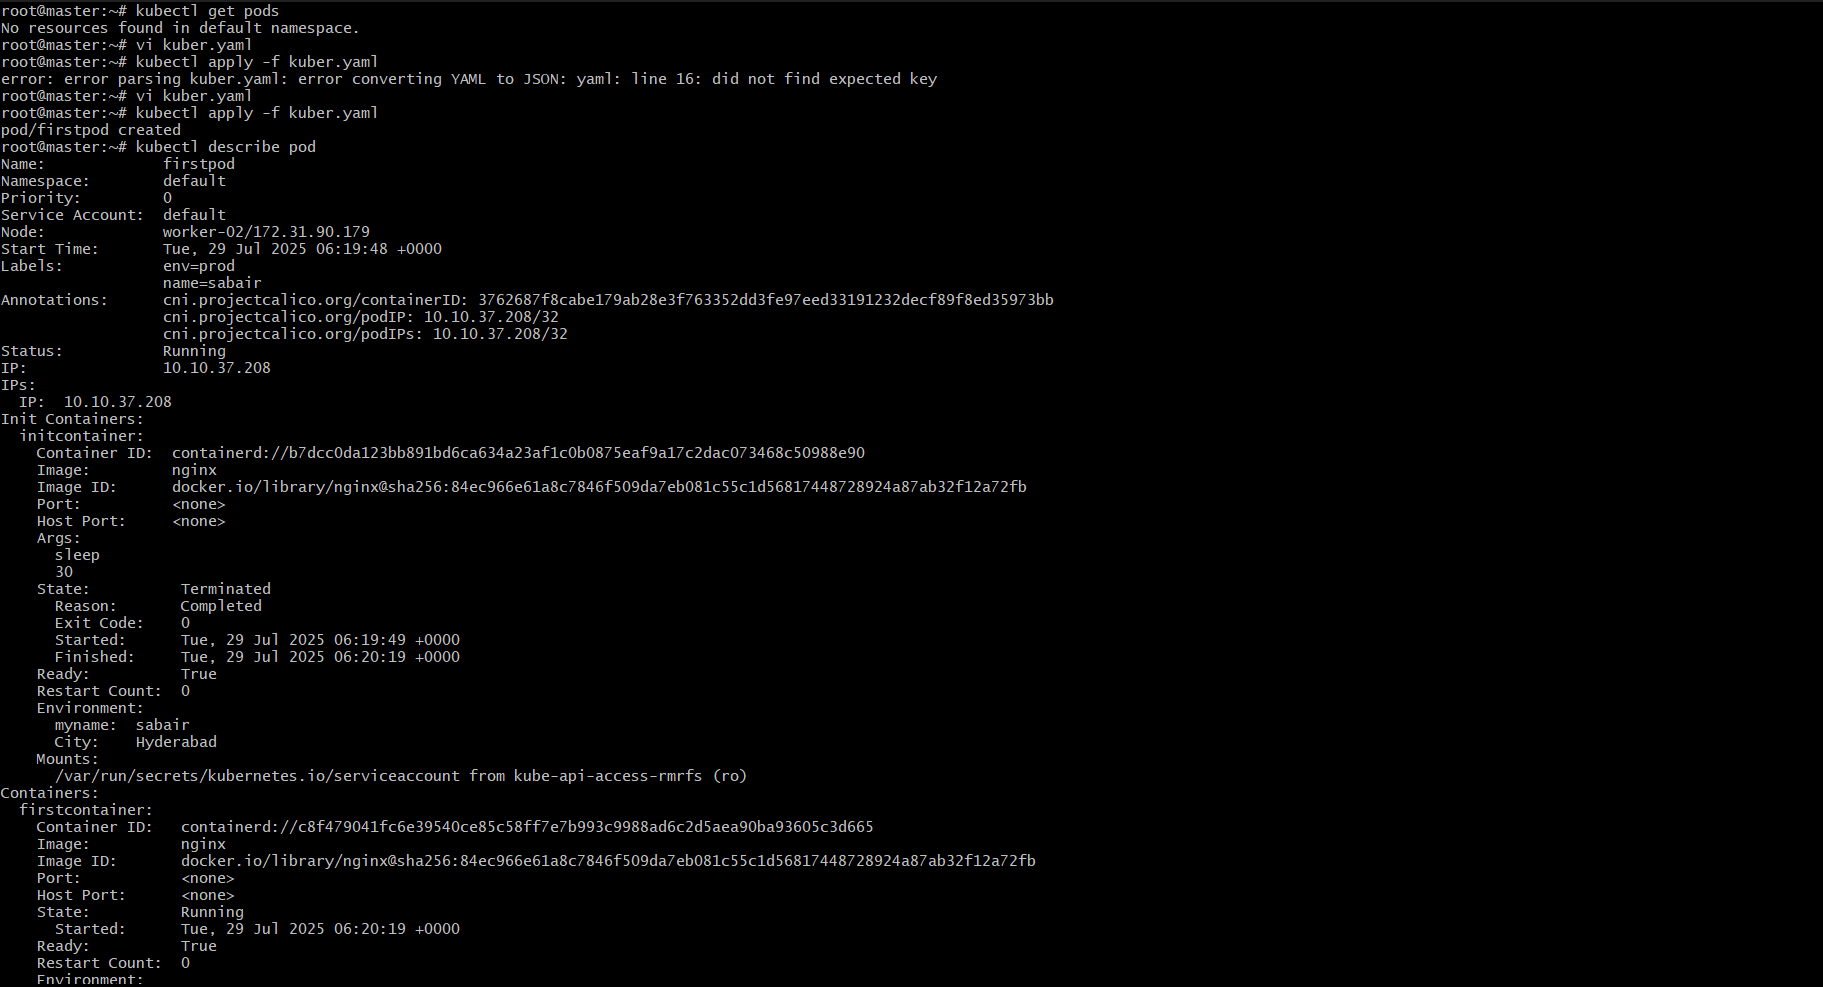 root@master:~# kubectl get pods
No resources found in default namespace.
root@master:~# vi kuber.yaml
root@master:~# kubectl apply -f kuber.yaml
error: error parsing kuber.yaml: error converting YAML to JSON: yaml: line 16: did not find expected key
root@master:~# vi kuber.yaml
root@master:~# kubectl apply -f kuber.yaml
pod/firstpod created
root@master:~# kubectl describe pod
Name:             firstpod
Namespace:        default
Priority:         0
Service Account:  default
Node:             worker-02/172.31.90.179
Start Time:       Tue, 29 Jul 2025 06:19:48 +0000
Labels:           env=prod
                  name=sabair
Annotations:      cni.projectcalico.org/containerID: 3762687f8cabe179ab28e3f763352dd3fe97eed33191232decf89f8ed35973bb
                  cni.projectcalico.org/podIP: 10.10.37.208/32
                  cni.projectcalico.org/podIPs: 10.10.37.208/32
Status:           Running
IP:               10.10.37.208
IPs:
  IP:  10.10.37.208
Init Containers:
  initcontainer:
    Container ID:  containerd://b7dcc0da123bb891bd6ca634a23af1c0b0875eaf9a17c2dac073468c50988e90
    Image:         nginx
    Image ID:      docker.io/library/nginx@sha256:84ec966e61a8c7846f509da7eb081c55c1d56817448728924a87ab32f12a72fb
    Port:          <none>
    Host Port:     <none>
    Args:
      sleep
      30
    State:          Terminated
      Reason:       Completed
      Exit Code:    0
      Started:      Tue, 29 Jul 2025 06:19:49 +0000
      Finished:     Tue, 29 Jul 2025 06:20:19 +0000
    Ready:          True
    Restart Count:  0
    Environment:
      myname:  sabair
      City:    Hyderabad
    Mounts:
      /var/run/secrets/kubernetes.io/serviceaccount from kube-api-access-rmrfs (ro)
Containers:
  firstcontainer:
    Container ID:   containerd://c8f479041fc6e39540ce85c58ff7e7b993c9988ad6c2d5aea90ba93605c3d665
    Image:          nginx
    Image ID:       docker.io/library/nginx@sha256:84ec966e61a8c7846f509da7eb081c55c1d56817448728924a87ab32f12a72fb
    Port:           <none>
    Host Port:      <none>
    State:          Running
      Started:      Tue, 29 Jul 2025 06:20:19 +0000
    Ready:          True
    Restart Count:  0
    Environment: